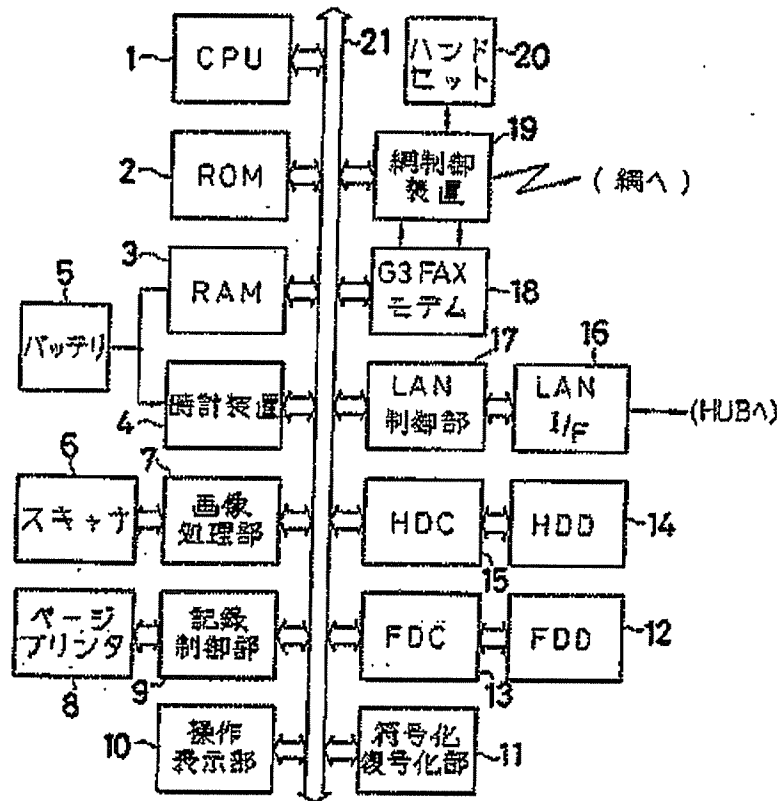 1
CPU
21
ハンド
セット
20
2
ROM
19
網制御
装置
(網へ)
3
RAM
G3 FAX
モデム
18
5
バッテリ
4
時計装置
17
LAN
制御部
16
LAN
I/F
(HUBへ)
6
スキャナ
7
画像
処理部
HDC
15
HDD
14
ページ
プリンタ
8
記録
制御部
9
FDC
13
FDD
12
10
操作
表示部
符号化
復号化部
11